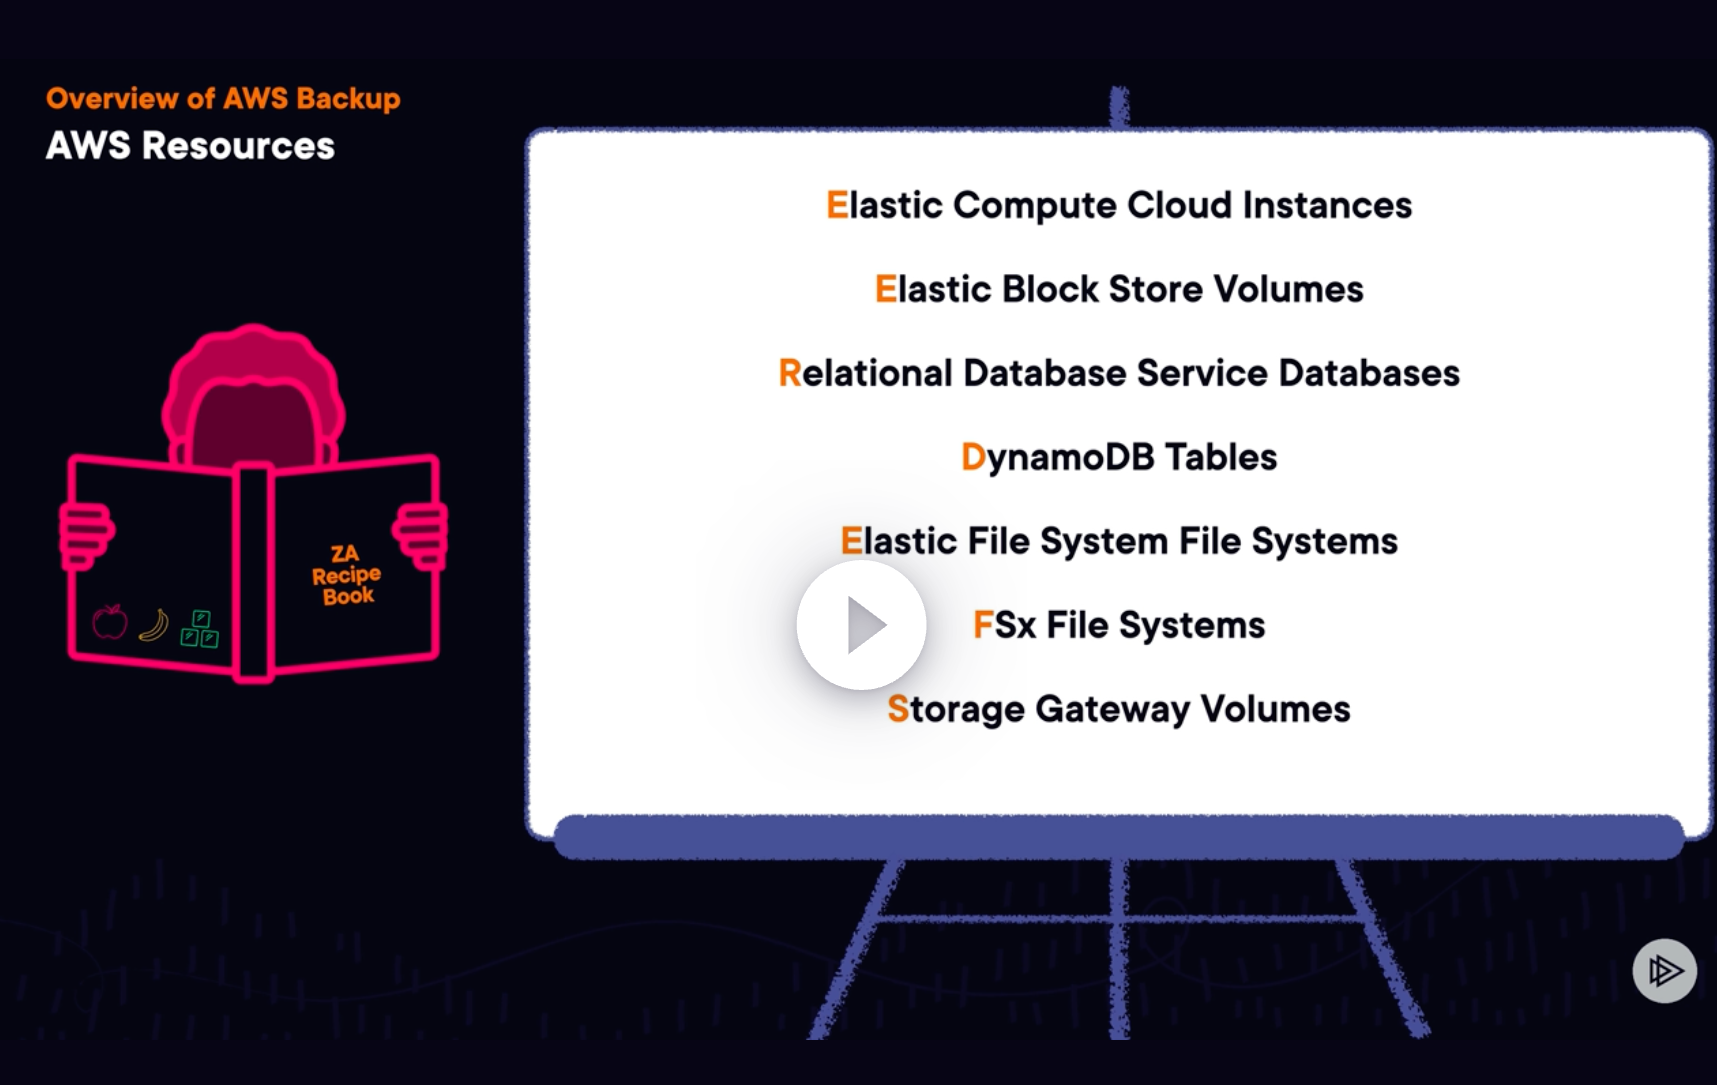 Overview of AWS Backup
AWS Resources
Elastic Compute Cloud Instances
Elastic Block Store Volumes
Relational Database Service Databases
DynamoDB Tables
Elastic File System File Systems
FSx File Systems
Storage Gateway Volumes
ZA
Recipe
Book